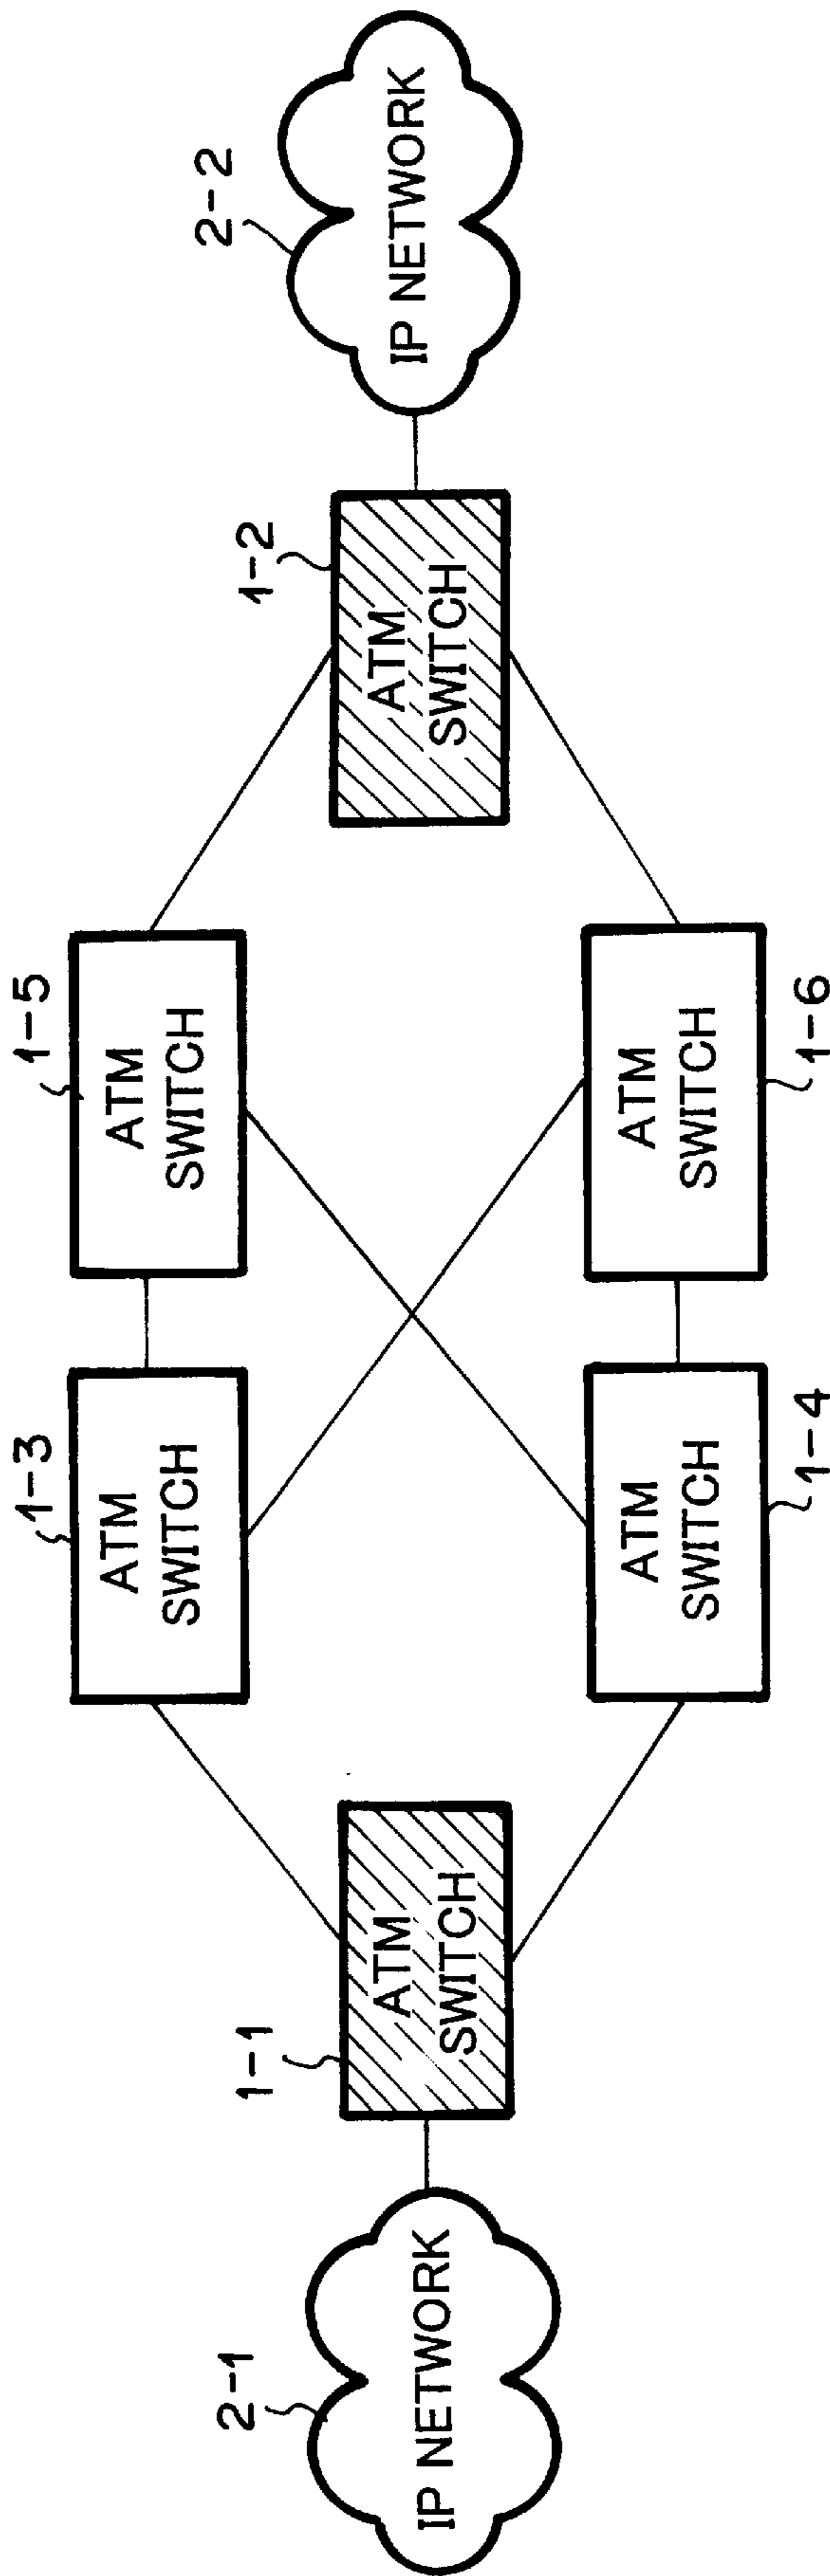 2-1
IP NETWORK
1-1
ATM
SWITCH
1-3
ATM
SWITCH
1-4
ATM
SWITCH
1-5
ATM
SWITCH
1-6
ATM
SWITCH
1-2
ATM
SWITCH
2-2
IP NETWORK